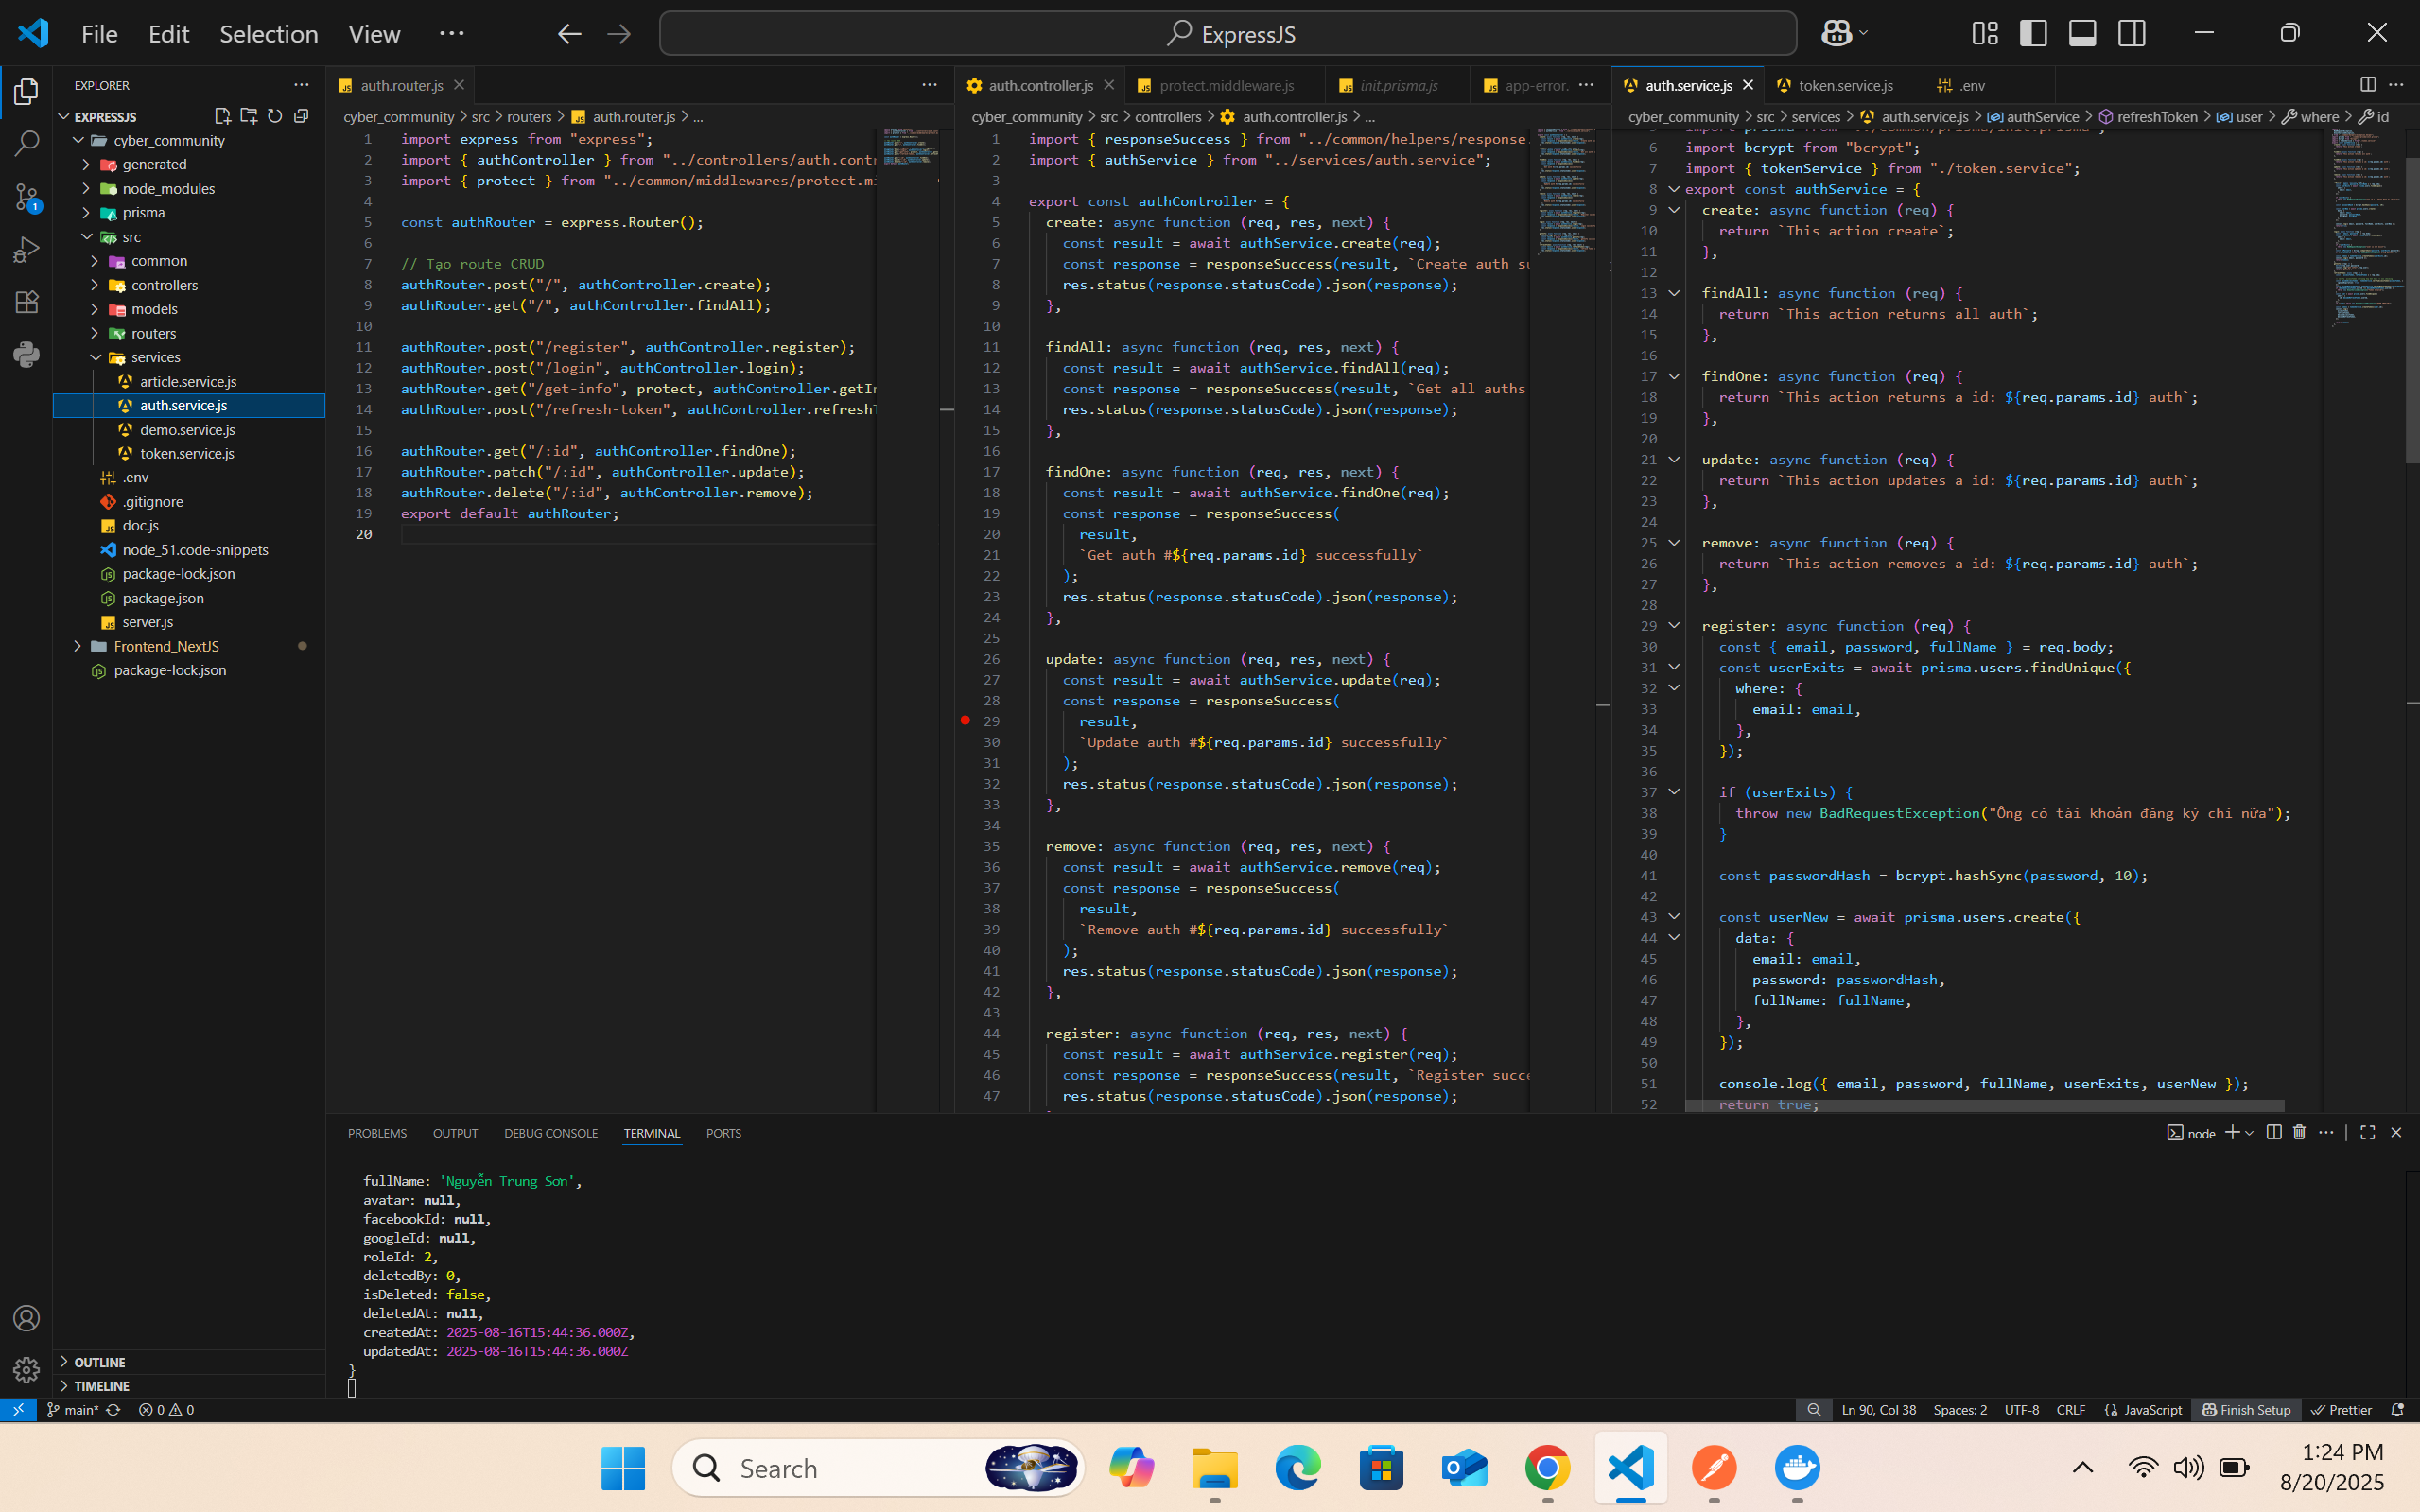 File Edit Selection View ···
ExpressJS
EXPLORER
EXPRESSJS
cyber_community
generated
node_modules
prisma
src
common
controllers
models
routers
services
article.service.js
auth.service.js
demo.service.js
token.service.js
.env
.gitignore
doc.js
node_51.code-snippets
package-lock.json
package.json
server.js
Frontend_NextJS
package-lock.json
OUTLINE
TIMELINE
auth.router.js
cyber_community > src > routers > auth.router.js > ...
1 import express from "express";
2 import { authController } from "../controllers/auth.contr
3 import { protect } from "../common/middlewares/protect.mi
4
5 const authRouter = express.Router();
6
7 // Tạo route CRUD
8 authRouter.post("/", authController.create);
9 authRouter.get("/", authController.findAll);
10
11 authRouter.post("/register", authController.register);
12 authRouter.post("/login", authController.login);
13 authRouter.get("/get-info", protect, authController.getIn
14 authRouter.post("/refresh-token", authController.refreshT
15
16 authRouter.get("/:id", authController.findOne);
17 authRouter.patch("/:id", authController.update);
18 authRouter.delete("/:id", authController.remove);
19 export default authRouter;
20
auth.controller.js protect.middleware.js init.prisma.js app-error.
cyber_community > src > controllers > auth.controller.js > ...
1 import { responseSuccess } from "../common/helpers/response.
2 import { authService } from "../services/auth.service";
3
4 export const authController = {
5 create: async function (req, res, next) {
6 const result = await authService.create(req);
7 const response = responseSuccess(result, `Create auth su
8 res.status(response.statusCode).json(response);
9 },
10
11 findAll: async function (req, res, next) {
12 const result = await authService.findAll(req);
13 const response = responseSuccess(result, `Get all auths
14 res.status(response.statusCode).json(response);
15 },
16
17 findOne: async function (req, res, next) {
18 const result = await authService.findOne(req);
19 const response = responseSuccess(
20 result,
21 `Get auth #${req.params.id} successfully`
22 );
23 res.status(response.statusCode).json(response);
24 },
25
26 update: async function (req, res, next) {
27 const result = await authService.update(req);
28 const response = responseSuccess(
29 result,
30 `Update auth #${req.params.id} successfully`
31 );
32 res.status(response.statusCode).json(response);
33 },
34
35 remove: async function (req, res, next) {
36 const result = await authService.remove(req);
37 const response = responseSuccess(
38 result,
39 `Remove auth #${req.params.id} successfully`
40 );
41 res.status(response.statusCode).json(response);
42 },
43
44 register: async function (req, res, next) {
45 const result = await authService.register(req);
46 const response = responseSuccess(result, `Register succe
47 res.status(response.statusCode).json(response);
auth.service.js token.service.js .env
cyber_community > src > services > auth.service.js > authService > refreshToken > user > where > id
5 import prisma from "../common/prisma/init.prisma";
6 import bcrypt from "bcrypt";
7 import { tokenService } from "./token.service";
8 export const authService = {
9 create: async function (req) {
10 return `This action create`;
11 },
12
13 findAll: async function (req) {
14 return `This action returns all auth`;
15 },
16
17 findOne: async function (req) {
18 return `This action returns a id: ${req.params.id} auth`;
19 },
20
21 update: async function (req) {
22 return `This action updates a id: ${req.params.id} auth`;
23 },
24
25 remove: async function (req) {
26 return `This action removes a id: ${req.params.id} auth`;
27 },
28
29 register: async function (req) {
30 const { email, password, fullName } = req.body;
31 const userExits = await prisma.users.findUnique({
32 where: {
33 email: email,
34 },
35 });
36
37 if (userExits) {
38 throw new BadRequestException("Ông có tài khoản đăng ký chi nữa");
39 }
40
41 const passwordHash = bcrypt.hashSync(password, 10);
42
43 const userNew = await prisma.users.create({
44 data: {
45 email: email,
46 password: passwordHash,
47 fullName: fullName,
48 },
49 });
50
51 console.log({ email, password, fullName, userExits, userNew });
52 return true;
PROBLEMS OUTPUT DEBUG CONSOLE TERMINAL PORTS
node
fullName: 'Nguyễn Trung Sơn',
avatar: null,
facebookId: null,
googleId: null,
roleId: 2,
deletedBy: 0,
isDeleted: false,
deletedAt: null,
createdAt: 2025-08-16T15:44:36.000Z,
updatedAt: 2025-08-16T15:44:36.000Z
}
main* 0 0 Ln 90, Col 38 Spaces: 2 UTF-8 CRLF {} JavaScript Finish Setup Prettier
Search
1:24 PM
8/20/2025